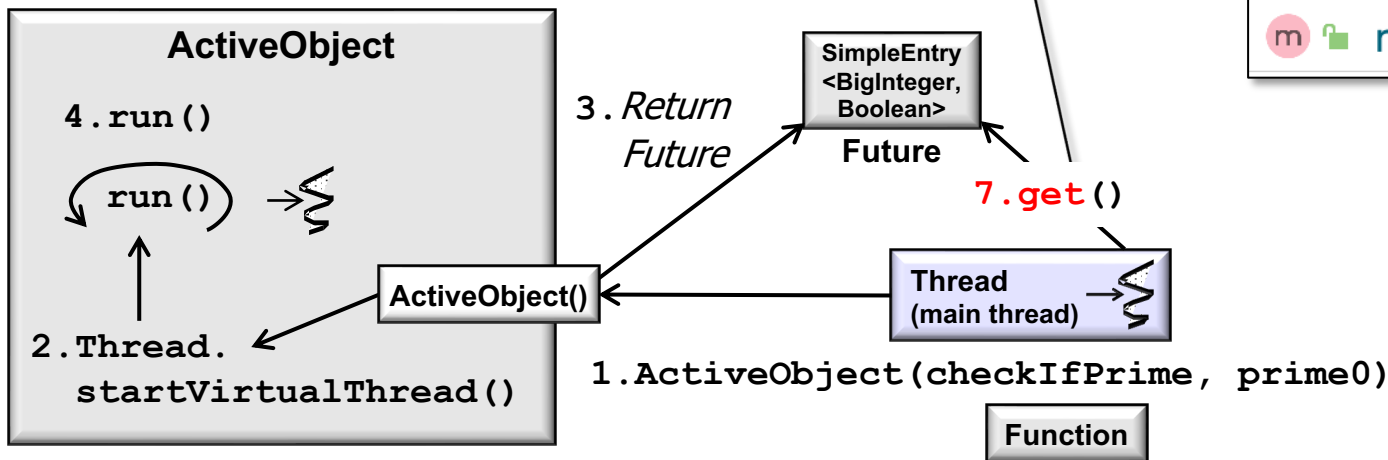 ActiveObject
4.run()
run()
2.Thread.
startVirtualThread()
ActiveObject()
3.Return
Future
SimpleEntry
<BigInteger,
Boolean>
Future
7.get()
Thread
(main thread)
1.ActiveObject(checkIfPrime, prime0)
Function
m